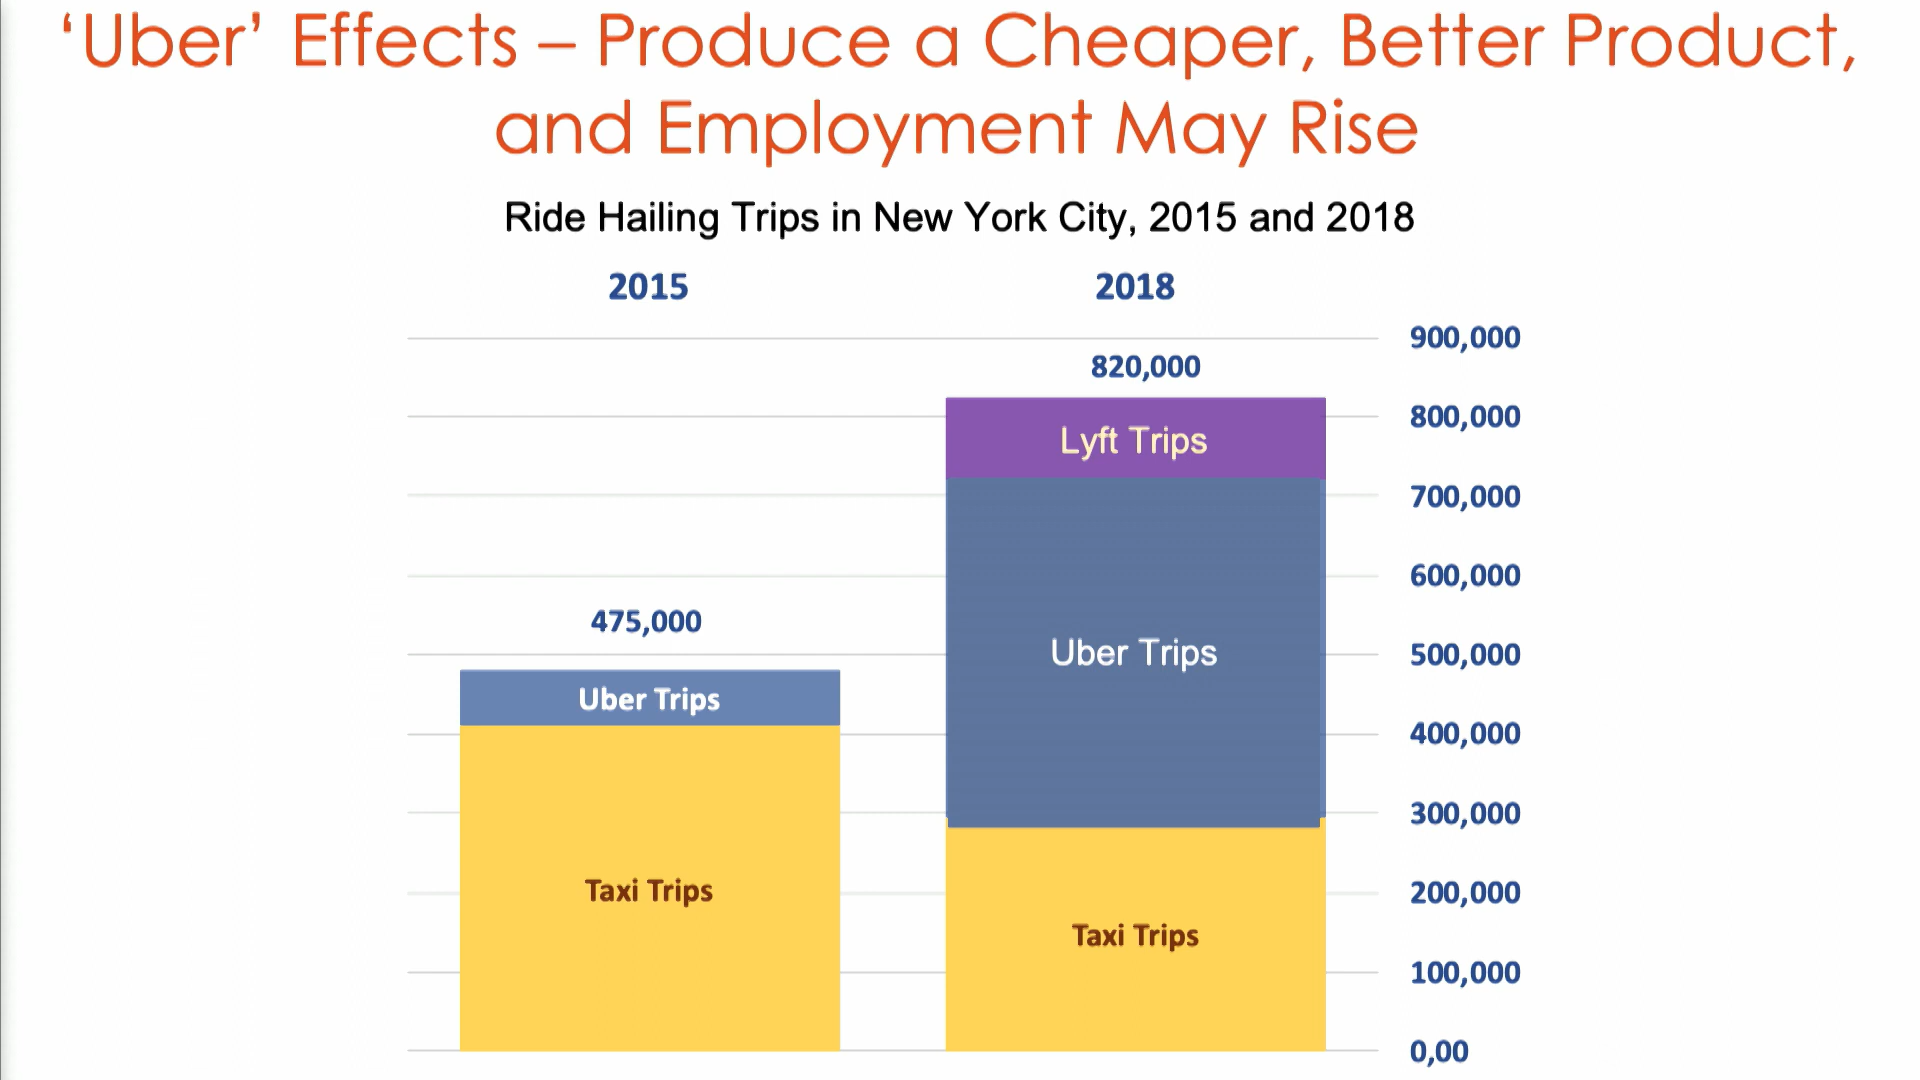 ‘Uber’ Effects – Produce a Cheaper, Better Product,
and Employment May Rise
Ride Hailing Trips in New York City, 2015 and 2018
2015
2018
900,000
820,000
800,000
Lyft Trips
700,000
600,000
475,000
500,000
Uber Trips
Uber Trips
400,000
300,000
Taxi Trips
200,000
Taxi Trips
100,000
0,00